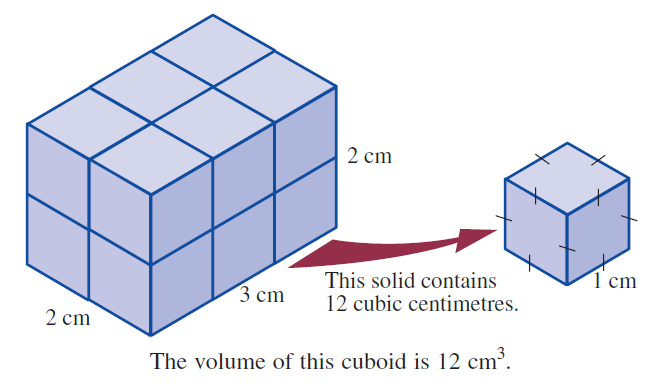 2 cm
This solid contains
12 cubic centimetres.
1 cm
3 cm
2 cm
The volume of this cuboid is 12 cm³.